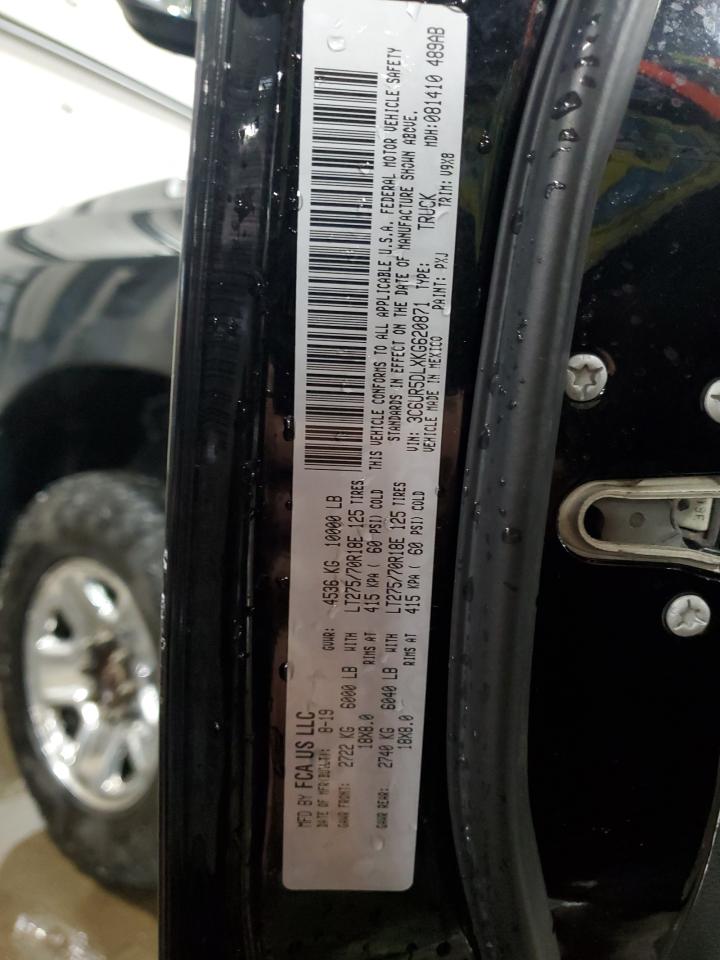 MFD BY FCA US LLC
DATE OF MFR: 8-19 GVWR: 4536 KG 10000 LB
GAWR FRONT: 2722 KG 6000 LB WITH LT275/70R18E 125 TIRES
18X8.0 RIMS AT 415 KPA ( 60 PSI) COLD
GAWR REAR: 2740 KG 6040 LB WITH LT275/70R18E 125 TIRES
18X8.0 RIMS AT 415 KPA ( 60 PSI) COLD
THIS VEHICLE CONFORMS TO ALL APPLICABLE U.S.A. FEDERAL MOTOR VEHICLE SAFETY
STANDARDS IN EFFECT ON THE DATE OF MANUFACTURE SHOWN ABOVE.
VIN: 3C6UR5DLXKG620871 TYPE: TRUCK MDH:081410 489AB
VEHICLE MADE IN MEXICO PAINT: PXJ TRIM: V9X8